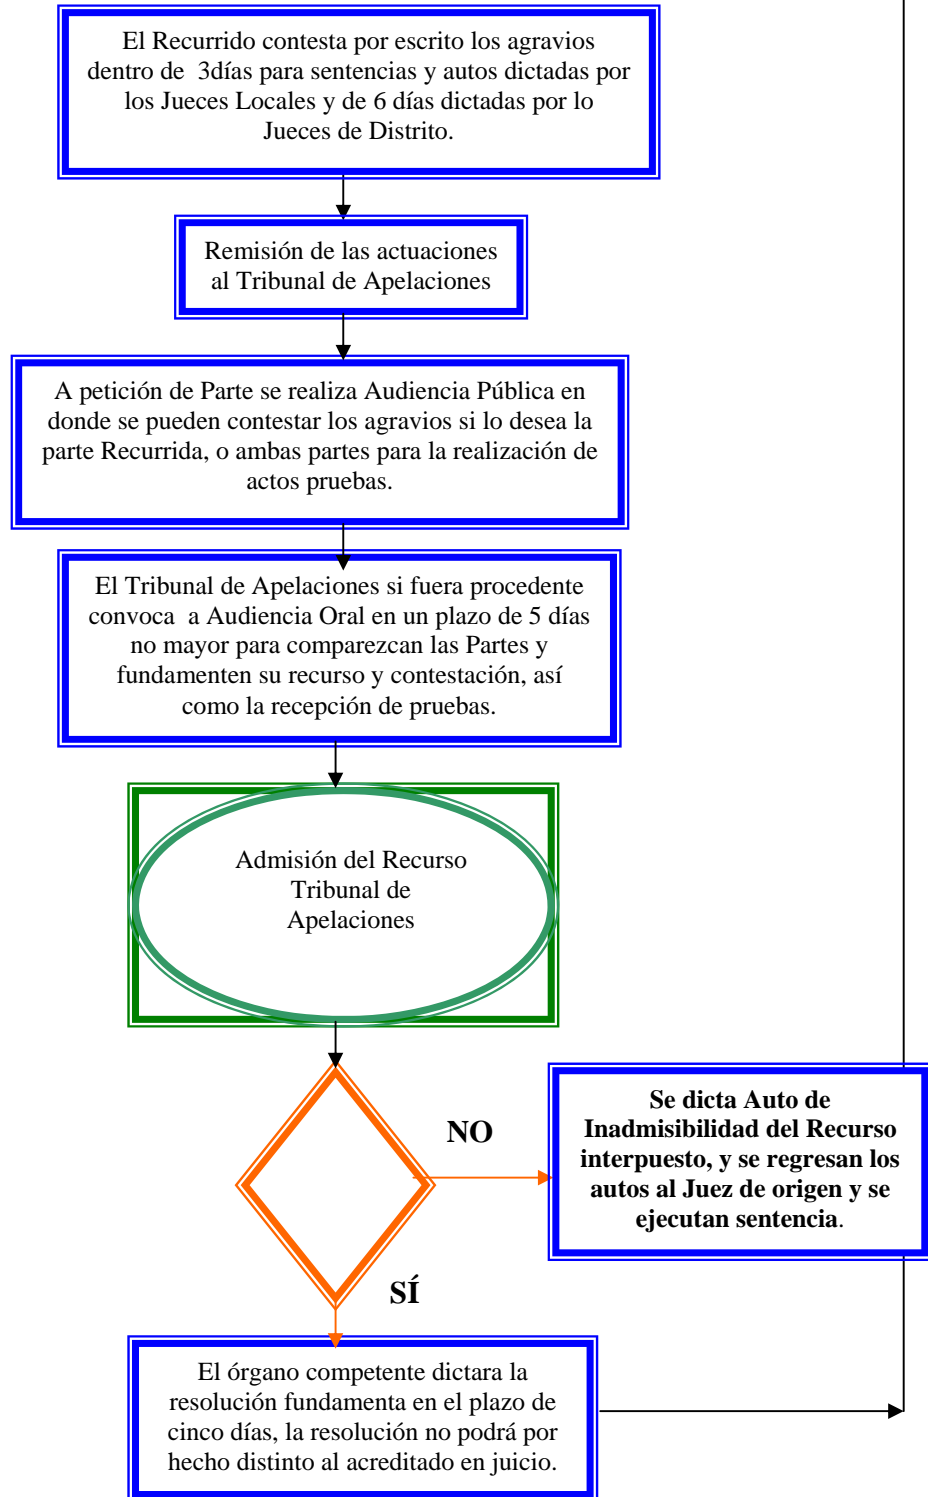 El Recurrido contesta por escrito los agravios
dentro de  3días para sentencias y autos dictadas por
los Jueces Locales y de 6 días dictadas por lo
Jueces de Distrito.
Remisión de las actuaciones
al Tribunal de Apelaciones
A petición de Parte se realiza Audiencia Pública en
donde se pueden contestar los agravios si lo desea la
parte Recurrida, o ambas partes para la realización de
actos pruebas.
El Tribunal de Apelaciones si fuera procedente
convoca  a Audiencia Oral en un plazo de 5 días
no mayor para comparezcan las Partes y
fundamenten su recurso y contestación, así
como la recepción de pruebas.
Admisión del Recurso
Tribunal de
Apelaciones
NO
Se dicta Auto de
Inadmisibilidad del Recurso
interpuesto, y se regresan los
autos al Juez de origen y se
ejecutan sentencia.
SÍ
El órgano competente dictara la
resolución fundamenta en el plazo de
cinco días, la resolución no podrá por
hecho distinto al acreditado en juicio.